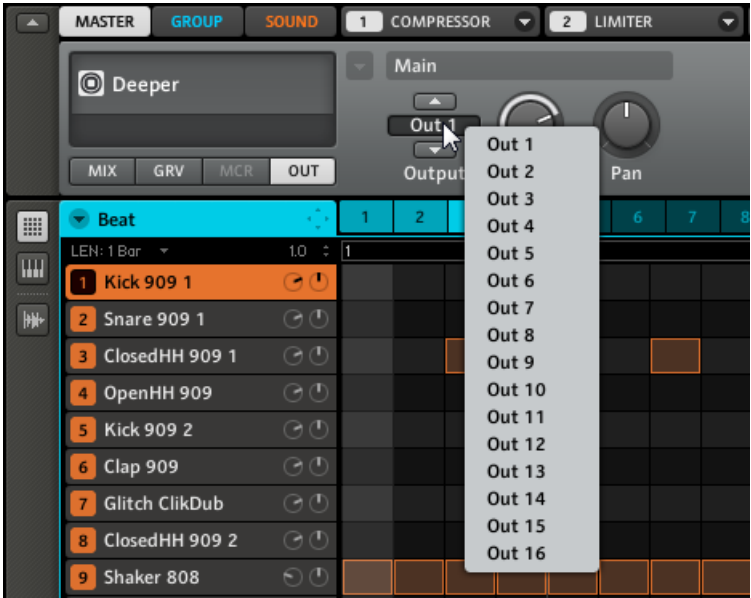 MASTER GROUP SOUND 1 COMPRESSOR 2 LIMITER
Deeper
Main
Out 1
MIX GRV MCR OUT
Output Pan
Out 1
Out 2
Out 3
Out 4
Out 5
Out 6
Out 7
Out 8
Out 9
Out 10
Out 11
Out 12
Out 13
Out 14
Out 15
Out 16
Beat 1 2 6 7 8
LEN: 1 Bar 1.0 1
1 Kick 909 1
2 Snare 909 1
3 ClosedHH 909 1
4 OpenHH 909
5 Kick 909 2
6 Clap 909
7 Glitch ClikDub
8 ClosedHH 909 2
9 Shaker 808